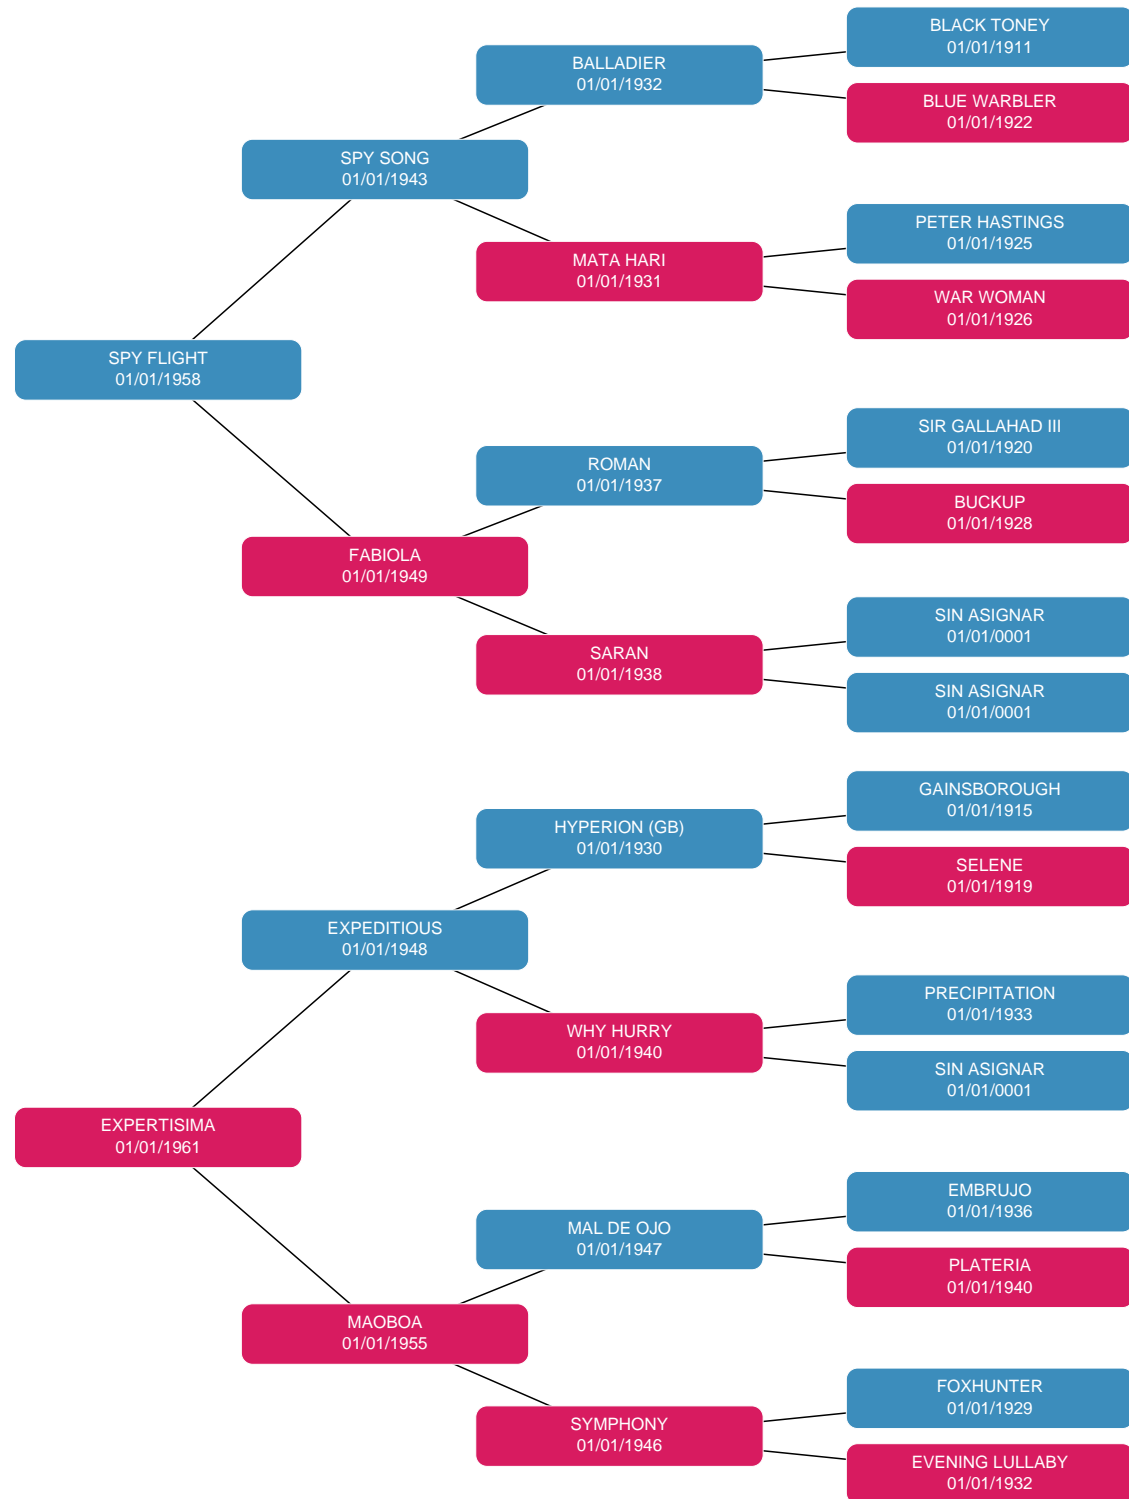 BLACK TONEY
01/01/1911
BALLADIER
01/01/1932
BLUE WARBLER
01/01/1922
SPY SONG
01/01/1943
PETER HASTINGS
01/01/1925
MATA HARI
01/01/1931
WAR WOMAN
01/01/1926
SPY FLIGHT
01/01/1958
SIR GALLAHAD III
01/01/1920
ROMAN
01/01/1937
BUCKUP
01/01/1928
FABIOLA
01/01/1949
SIN ASIGNAR
01/01/0001
SARAN
01/01/1938
SIN ASIGNAR
01/01/0001
GAINSBOROUGH
01/01/1915
HYPERION (GB)
01/01/1930
SELENE
01/01/1919
EXPEDITIOUS
01/01/1948
PRECIPITATION
01/01/1933
WHY HURRY
01/01/1940
SIN ASIGNAR
01/01/0001
EXPERTISIMA
01/01/1961
EMBRUJO
01/01/1936
MAL DE OJO
01/01/1947
PLATERIA
01/01/1940
MAOBOA
01/01/1955
FOXHUNTER
01/01/1929
SYMPHONY
01/01/1946
EVENING LULLABY
01/01/1932